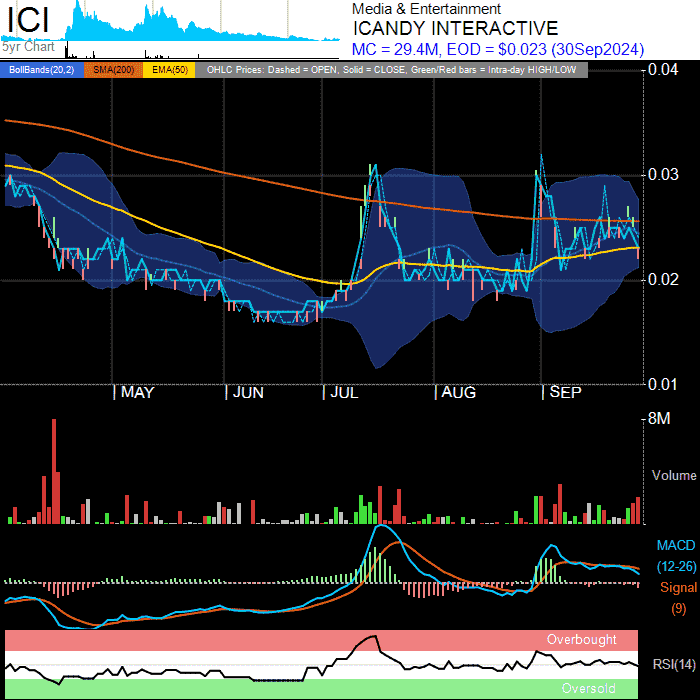 ICI
5yr Chart
Media & Entertainment
ICANDY INTERACTIVE
MC = 29.4M, EOD = $0.023 (30Sep2024)
BollBands(20,2) SMA(200) EMA(50) OHLC Prices: Dashed = OPEN, Solid = CLOSE, Green/Red bars = Intra-day HIGH/LOW
0.04
0.03
0.02
0.01
MAY JUN JUL AUG SEP
8M
Volume
MACD
(12-26)
Signal
(9)
Overbought
RSI(14)
Oversold